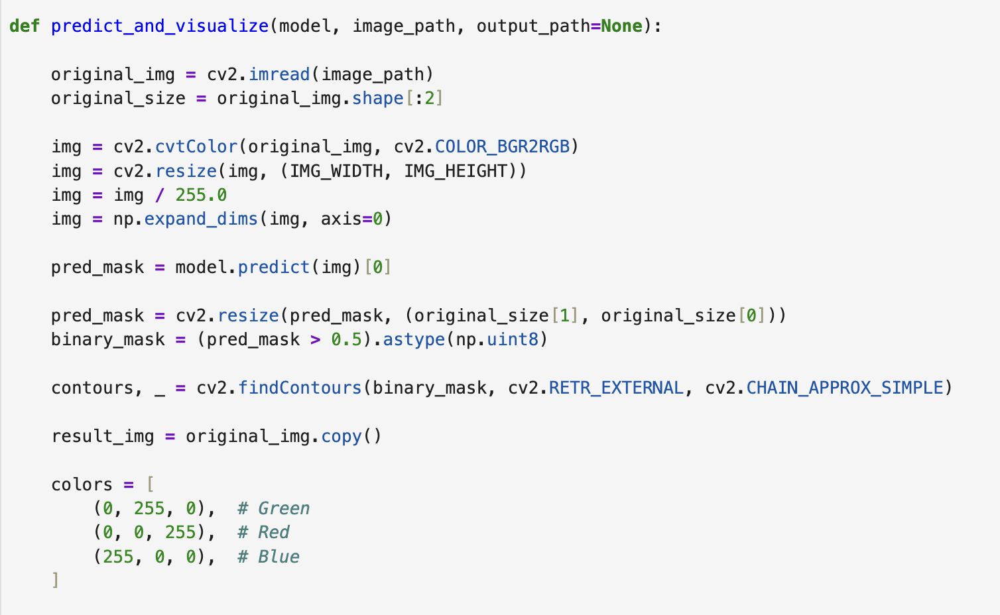 def predict_and_visualize(model, image_path, output_path=None):
original_img = cv2.imread(image_path)
original_size = original_img.shape[:2]
img = cv2.cvtColor(original_img, cv2.COLOR_BGR2RGB)
img = cv2.resize(img, (IMG_WIDTH, IMG_HEIGHT))
img = img / 255.0
img = np.expand_dims(img, axis=0)
pred_mask = model.predict(img)[0]
pred_mask = cv2.resize(pred_mask, (original_size[1], original_size[0]))
binary_mask = (pred_mask > 0.5).astype(np.uint8)
contours, _ = cv2.findContours(binary_mask, cv2.RETR_EXTERNAL, cv2.CHAIN_APPROX_SIMPLE)
result_img = original_img.copy()
colors = [
(0, 255, 0),  # Green
(0, 0, 255),  # Red
(255, 0, 0),  # Blue
]